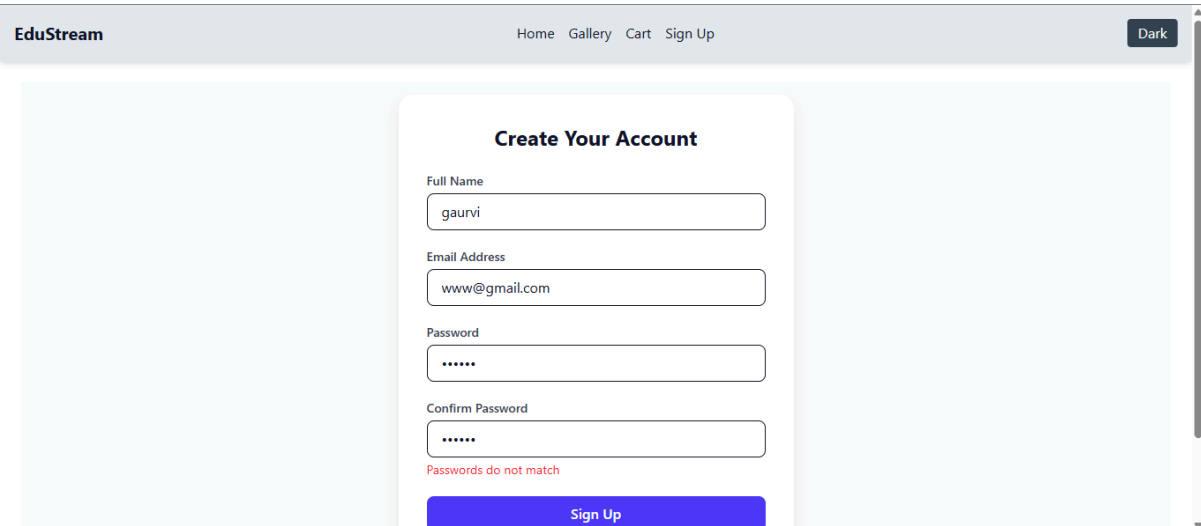 EduStream
Home Gallery Cart Sign Up
Dark
Create Your Account
Full Name
gaurvi
Email Address
www@gmail.com
Password
••••••
Confirm Password
••••••
Passwords do not match
Sign Up